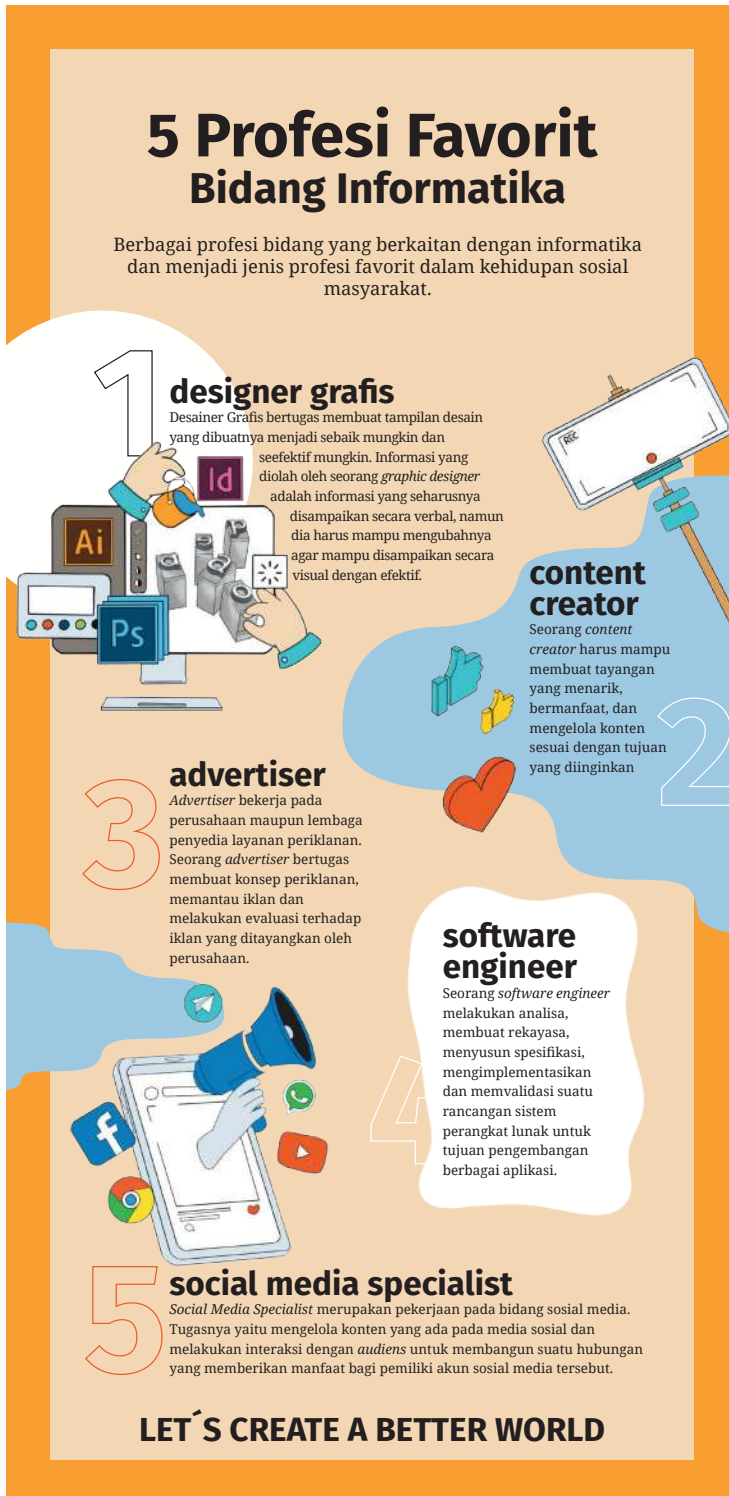 5 Profesi Favorit
Bidang Informatika
Berbagai profesi bidang yang berkaitan dengan informatika
dan menjadi jenis profesi favorit dalam kehidupan sosial
masyarakat.
1
designer grafis
Desainer Grafis bertugas membuat tampilan desain
yang dibuatnya menjadi sebaik mungkin dan
seefektif mungkin. Informasi yang
diolah oleh seorang graphic designer
adalah informasi yang seharusnya
disampaikan secara verbal, namun
dia harus mampu mengubahnya
agar mampu disampaikan secara
visual dengan efektif.
Id
Ai
Ps
REC
content
creator
Seorang content
creator harus mampu
membuat tayangan
yang menarik,
bermanfaat, dan
mengelola konten
sesuai dengan tujuan
yang diinginkan
2
3
advertiser
Advertiser bekerja pada
perusahaan maupun lembaga
penyedia layanan periklanan.
Seorang advertiser bertugas
membuat konsep periklanan,
memantau iklan dan
melakukan evaluasi terhadap
iklan yang ditayangkan oleh
perusahaan.
4
software
engineer
Seorang software engineer
melakukan analisa,
membuat rekayasa,
menyusun spesifikasi,
mengimplementasikan
dan memvalidasi suatu
rancangan sistem
perangkat lunak untuk
tujuan pengembangan
berbagai aplikasi.
f
5
social media specialist
Social Media Specialist merupakan pekerjaan pada bidang sosial media.
Tugasnya yaitu mengelola konten yang ada pada media sosial dan
melakukan interaksi dengan audiens untuk membangun suatu hubungan
yang memberikan manfaat bagi pemiliki akun sosial media tersebut.
LET´S CREATE A BETTER WORLD